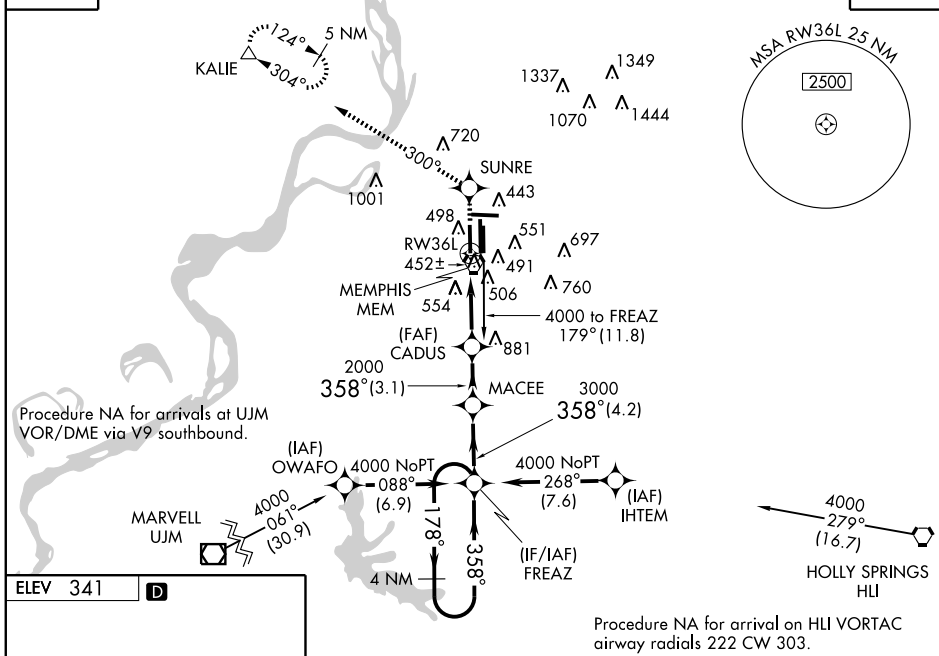 124°
5 NM
KALIE
304°
MSA RW36L 25 NM
2500
1337
1349
1070
1444
720
300°
SUNRE
1001
443
498
551
697
RW36L
452±
491
MEMPHIS
MEM
554
506
760
4000 to FREAZ
179° (11.8)
(FAF)
CADUS
881
2000
358° (3.1)
MACEE
3000
358° (4.2)
Procedure NA for arrivals at UJM
VOR/DME via V9 southbound.
(IAF)
OWAFO
4000 NoPT
088°
(6.9)
4000 NoPT
268°
(7.6)
(IAF)
IHTEM
MARVELL
UJM
4000
061°
(30.9)
178°
358°
(IF/IAF)
FREAZ
4 NM
4000
279°
(16.7)
HOLLY SPRINGS
HLI
ELEV 341 D
Procedure NA for arrival on HLI VORTAC
airway radials 222 CW 303.